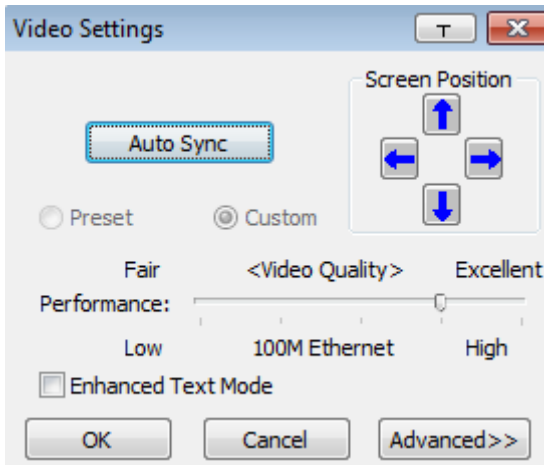 Video Settings
T
Screen Position
Auto Sync
Preset
Custom
Fair <Video Quality> Excellent
Performance:
Low 100M Ethernet High
Enhanced Text Mode
OK Cancel Advanced>>